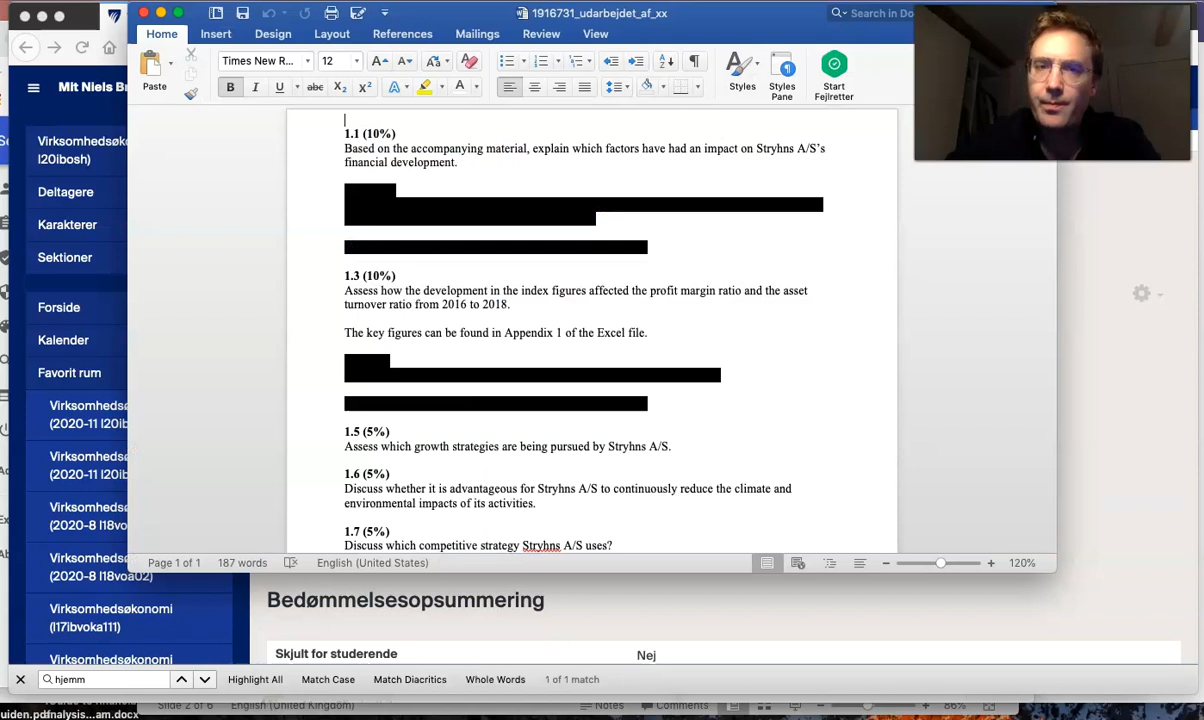 1916731_udarbejdet_af_xx
Search in Do
Home
Insert
Design
Layout
References
Mailings
Review
View
Mit Niels Br
Paste
Times New R...
12
Styles
Styles
Pane
Start
Fejlretter
Virksomhedsøko
l20ibosh)
Deltagere
Karakterer
Sektioner
Forside
Kalender
Favorit rum
Virksomhedsø
(2020-11 l20ib
Virksomhedsø
(2020-11 l20ib
Virksomhedsø
(2020-8 l18vo
Virksomhedsø
(2020-8 l18voa02)
Virksomhedsøkonomi
(l17ibvoka111)
Virksomhedsøkonomi
1.1 (10%)
Based on the accompanying material, explain which factors have had an impact on Stryhns A/S's
financial development.
1.3 (10%)
Assess how the development in the index figures affected the profit margin ratio and the asset
turnover ratio from 2016 to 2018.
The key figures can be found in Appendix 1 of the Excel file.
1.5 (5%)
Assess which growth strategies are being pursued by Stryhns A/S.
1.6 (5%)
Discuss whether it is advantageous for Stryhns A/S to continuously reduce the climate and
environmental impacts of its activities.
1.7 (5%)
Discuss which competitive strategy Stryhns A/S uses?
Page 1 of 1
187 words
English (United States)
120%
Bedømmelsesopsummering
Skjult for studerende
Nej
hjemm
Highlight All
Match Case
Match Diacritics
Whole Words
1 of 1 match
Slide 2 of 6
English (United Kingdom)
Notes
Comments
86%